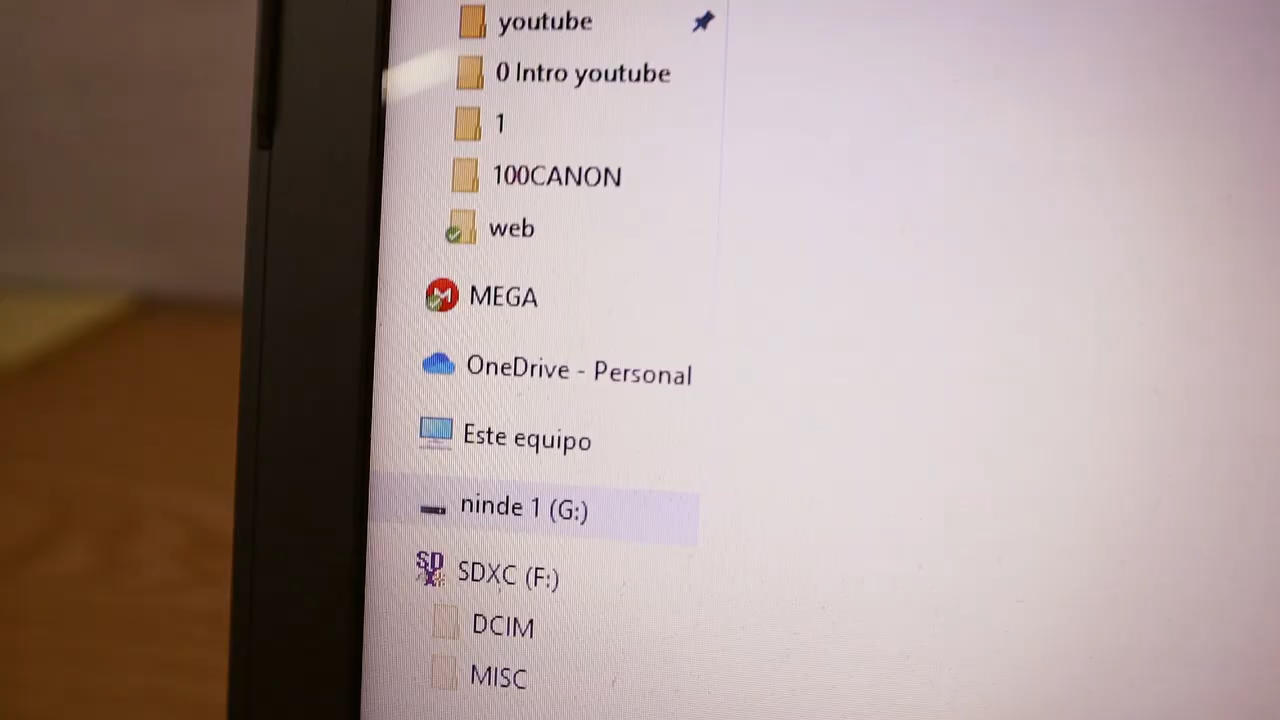 youtube
0 Intro youtube
1
100CANON
web
MEGA
OneDrive - Personal
Este equipo
ninde 1 (G:)
SDXC (F:)
DCIM
MISC